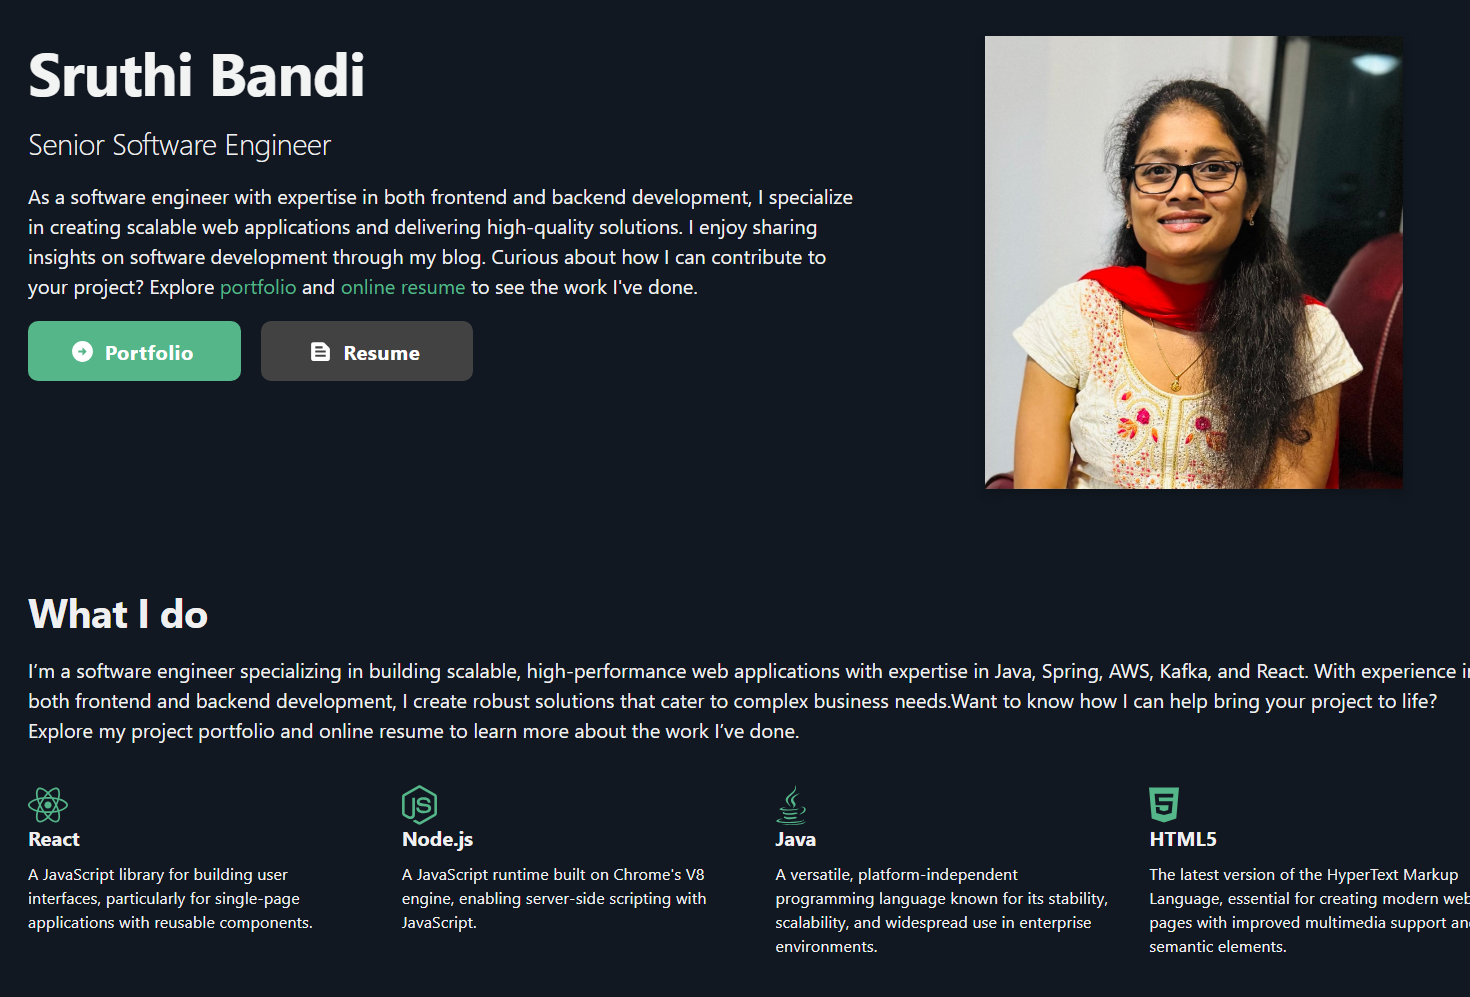 Sruthi Bandi
Senior Software Engineer
As a software engineer with expertise in both frontend and backend development, I specialize
in creating scalable web applications and delivering high-quality solutions. I enjoy sharing
insights on software development through my blog. Curious about how I can contribute to
your project? Explore portfolio and online resume to see the work I've done.
Portfolio
Resume
What I do
I’m a software engineer specializing in building scalable, high-performance web applications with expertise in Java, Spring, AWS, Kafka, and React. With experience
both frontend and backend development, I create robust solutions that cater to complex business needs.Want to know how I can help bring your project to life?
Explore my project portfolio and online resume to learn more about the work I’ve done.
React
A JavaScript library for building user
interfaces, particularly for single-page
applications with reusable components.
JS
Node.js
A JavaScript runtime built on Chrome's V8
engine, enabling server-side scripting with
JavaScript.
Java
A versatile, platform-independent
programming language known for its stability,
scalability, and widespread use in enterprise
environments.
5
HTML5
The latest version of the HyperText Markup
Language, essential for creating modern web
pages with improved multimedia support
semantic elements.